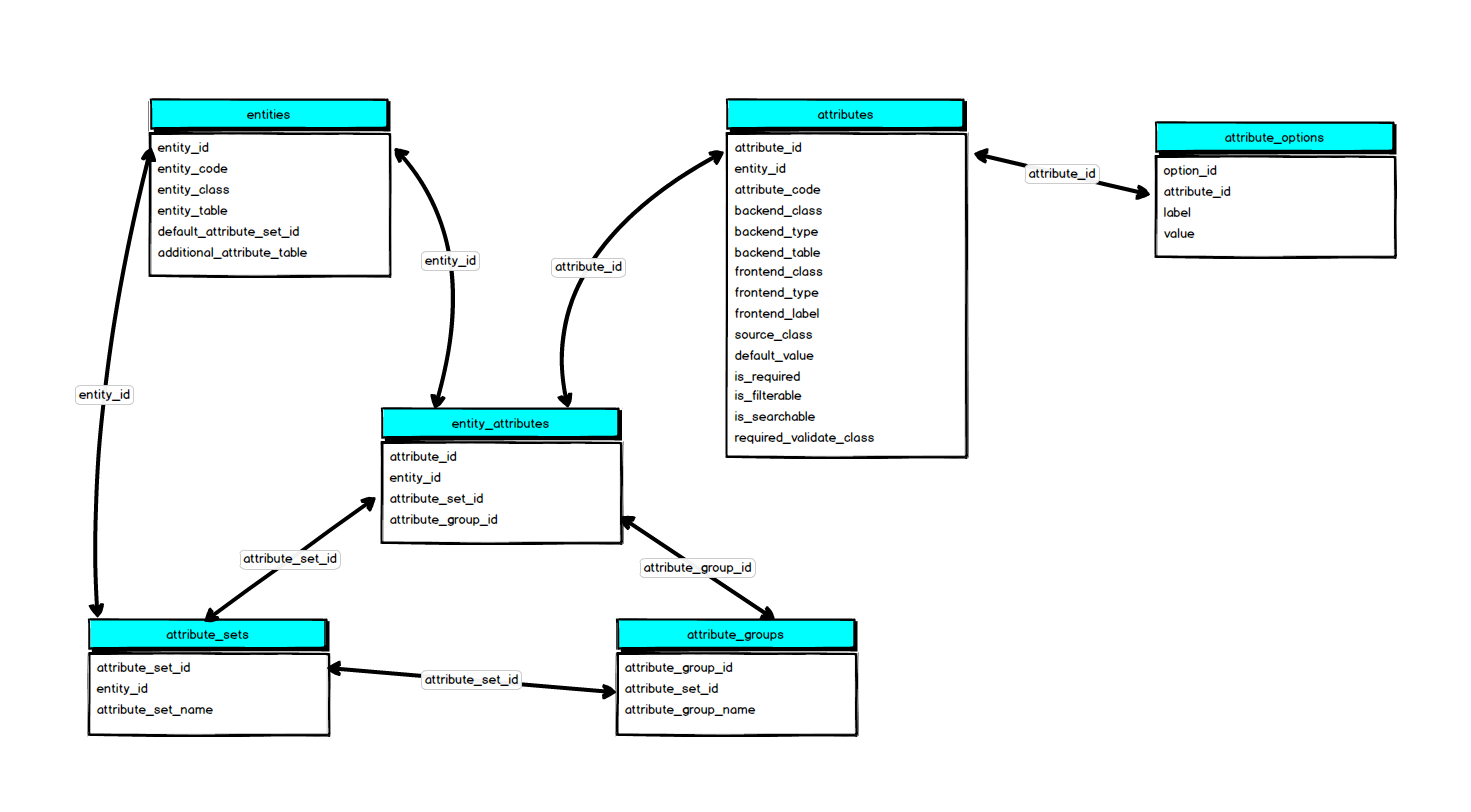 entities
entity_id
entity_code
entity_class
entity_table
default_attribute_set_id
additional_attribute_table
attributes
attribute_id
entity_id
attribute_code
backend_class
backend_type
backend_table
frontend_class
frontend_type
frontend_label
source_class
default_value
is_required
is_filterable
is_searchable
required_validate_class
attribute_options
option_id
attribute_id
label
value
attribute_id
entity_id
attribute_id
entity_id
entity_attributes
attribute_id
entity_id
attribute_set_id
attribute_group_id
attribute_set_id
attribute_group_id
attribute_sets
attribute_set_id
entity_id
attribute_set_name
attribute_set_id
attribute_groups
attribute_group_id
attribute_set_id
attribute_group_name